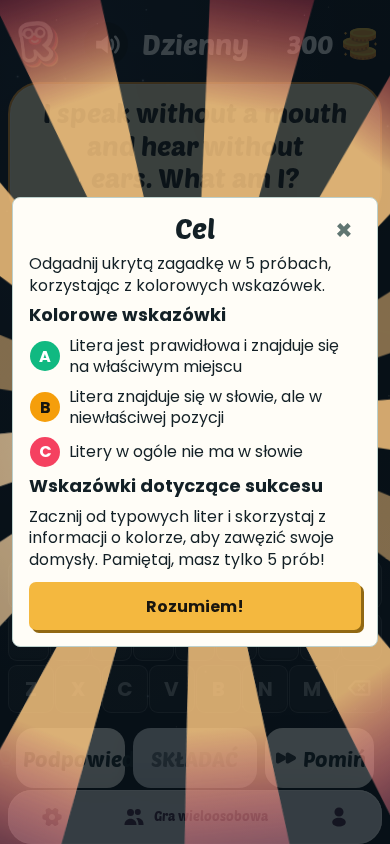 Dzienny 300
I speak without a mouth
and hear without
ears. What am I?
Cel
Odgadnij ukrytą zagadkę w 5 próbach,
korzystając z kolorowych wskazówek.
Kolorowe wskazówki
A Litera jest prawidłowa i znajduje się
na właściwym miejscu
B Litera znajduje się w słowie, ale w
niewłaściwej pozycji
C Litery w ogóle nie ma w słowie
Wskazówki dotyczące sukcesu
Zacznij od typowych liter i skorzystaj z
informacji o kolorze, aby zawęzić swoje
domysły. Pamiętaj, masz tylko 5 prób!
Rozumiem!
Z X C V B N M
SKŁADAĆ Pomiń
Gra wieloosobowa